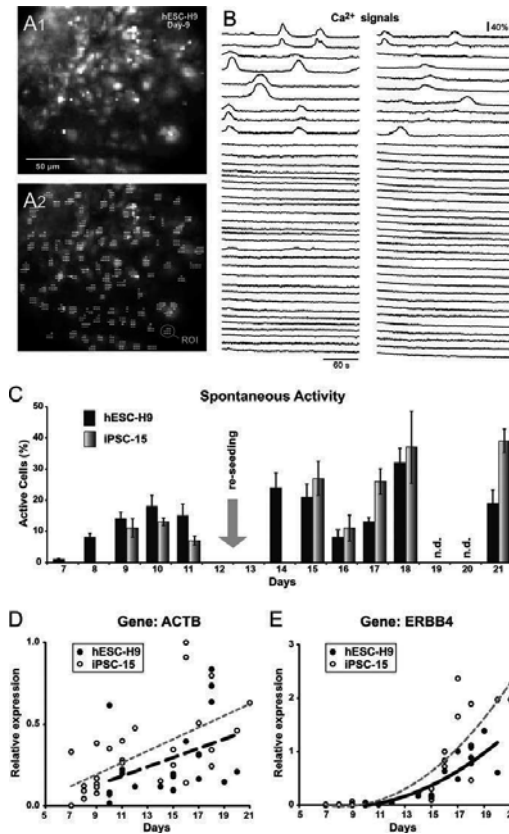 A1
hESC-H9
Day-9
50 µm
A2
ROI
B
Ca²⁺ signals
40%
60 s
C
Spontaneous Activity
hESC-H9
iPSC-15
re-seeding
Active Cells (%)
50
40
30
20
10
n.d.
n.d.
7 8 9 10 11 12 13 14 15 16 17 18 19 20 21
Days
D
Gene: ACTB
hESC-H9
iPSC-15
Relative expression
1.0
0.5
0.0
5 7 9 11 13 15 17 19 21
Days
E
Gene: ERBB4
hESC-H9
iPSC-15
Relative expression
3
2
1
0
5 7 9 11 13 15 17 19 21
Days